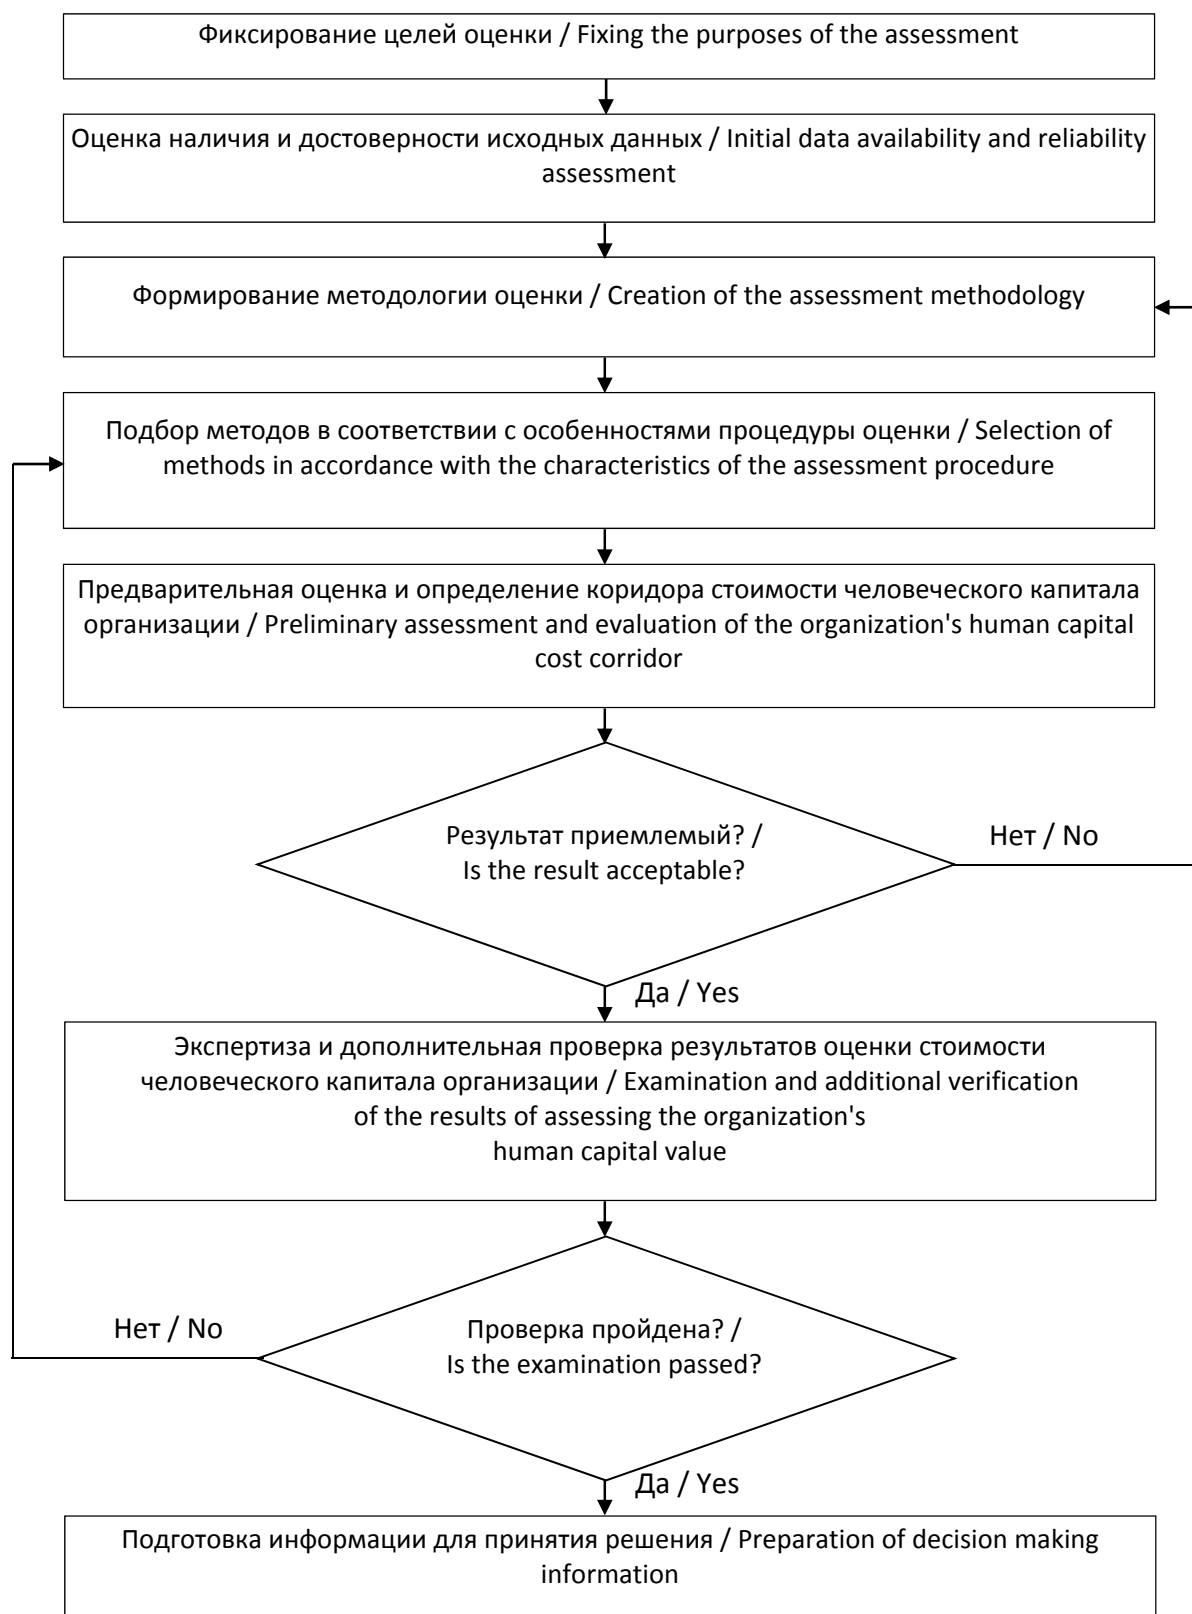 Фиксирование целей оценки / Fixing the purposes of the assessment
Оценка наличия и достоверности исходных данных / Initial data availability and reliability
assessment
Формирование методологии оценки / Creation of the assessment methodology
Подбор методов в соответствии с особенностями процедуры оценки / Selection of
methods in accordance with the characteristics of the assessment procedure
Предварительная оценка и определение коридора стоимости человеческого капитала
организации / Preliminary assessment and evaluation of the organization's human capital
cost corridor
Результат приемлемый? /
Is the result acceptable?
Нет / No
Да / Yes
Экспертиза и дополнительная проверка результатов оценки стоимости
человеческого капитала организации / Examination and additional verification
of the results of assessing the organization's
human capital value
Нет / No
Проверка пройдена? /
Is the examination passed?
Да / Yes
Подготовка информации для принятия решения / Preparation of decision making
information